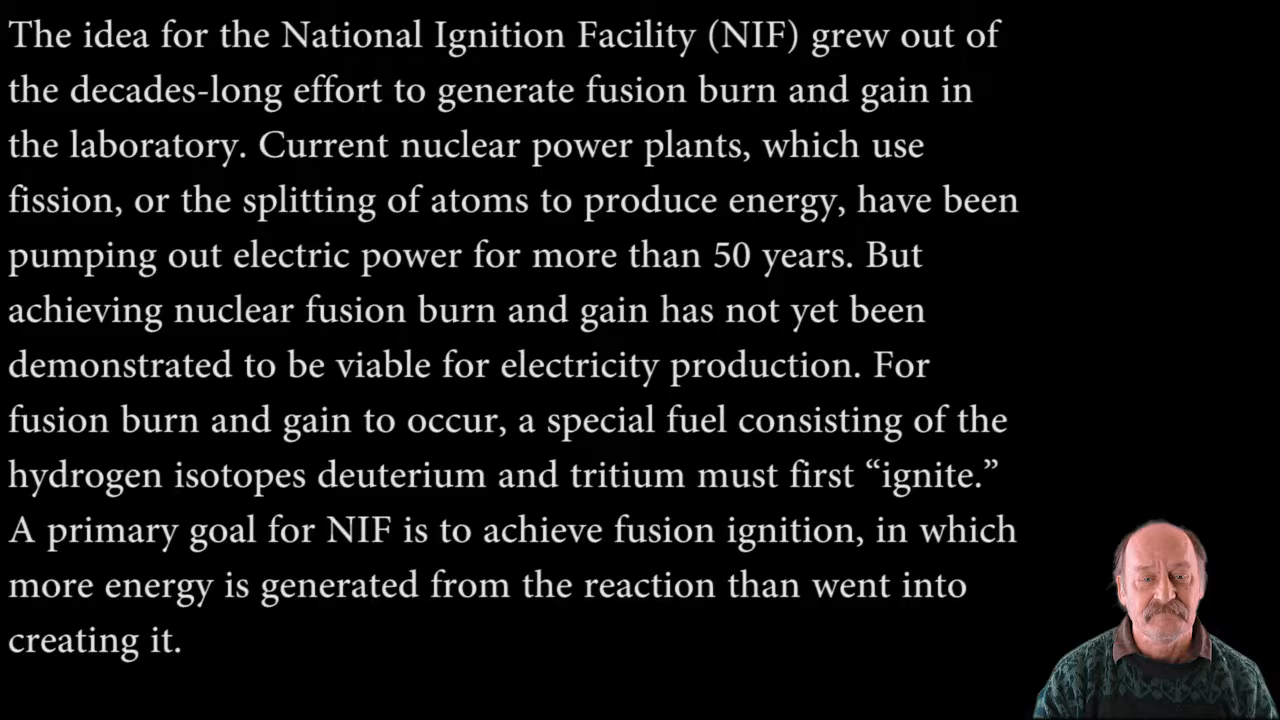 The idea for the National Ignition Facility (NIF) grew out of
the decades-long effort to generate fusion burn and gain in
the laboratory. Current nuclear power plants, which use
fission, or the splitting of atoms to produce energy, have been
pumping out electric power for more than 50 years. But
achieving nuclear fusion burn and gain has not yet been
demonstrated to be viable for electricity production. For
fusion burn and gain to occur, a special fuel consisting of the
hydrogen isotopes deuterium and tritium must first “ignite.”
A primary goal for NIF is to achieve fusion ignition, in which
more energy is generated from the reaction than went into
creating it.